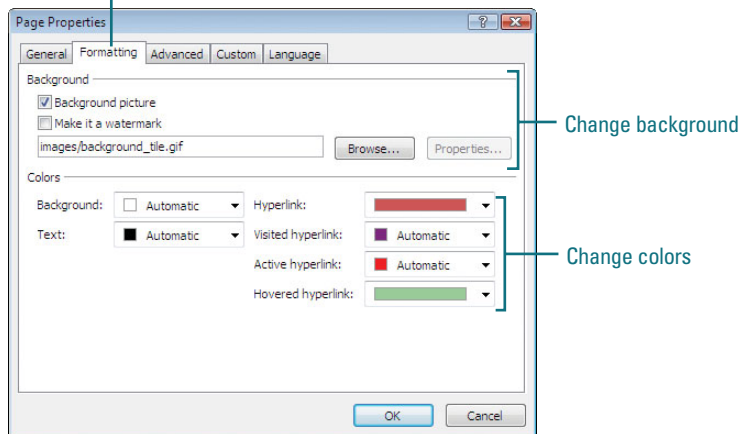 Page Properties
General Formatting Advanced Custom Language
Background
Background picture
Make it a watermark
images/background_tile.gif Browse... Properties...
Change background
Colors
Background: Automatic Hyperlink:
Text: Automatic Visited hyperlink: Automatic
Active hyperlink: Automatic
Hovered hyperlink:
Change colors
OK Cancel